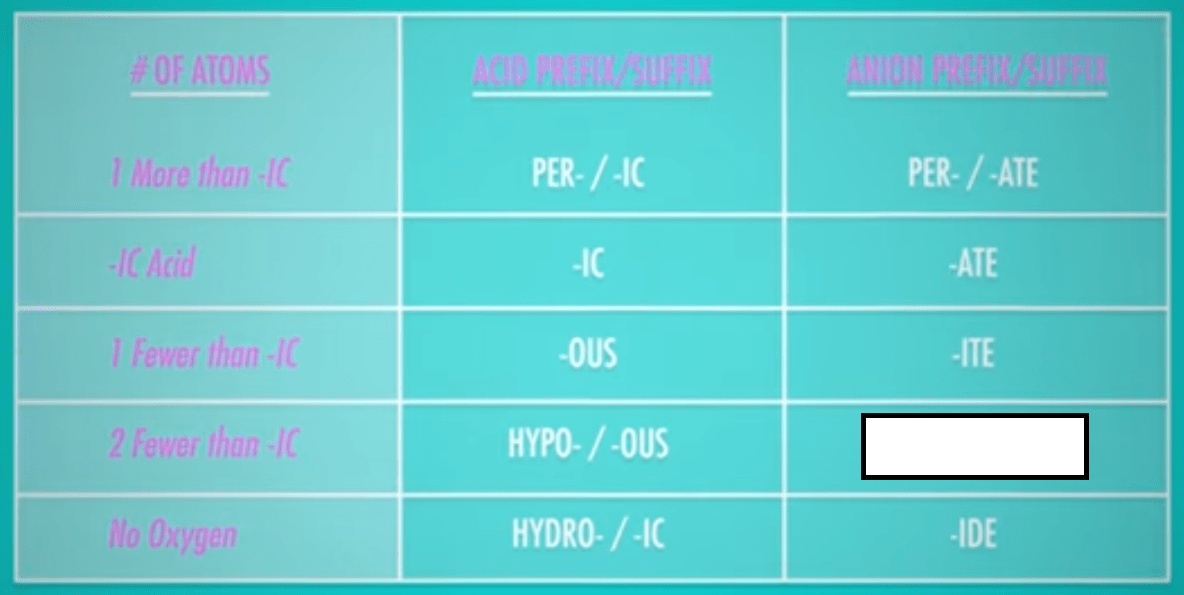 # OF ATOMS ACID PREFIX/SUFFIX ANION PREFIX/SUFFIX
1 More than -IC PER- / -IC PER- / -ATE
-IC Acid -IC -ATE
1 Fewer than -IC -OUS -ITE
2 Fewer than -IC HYPO- / -OUS
No Oxygen HYDRO- / -IC -IDE